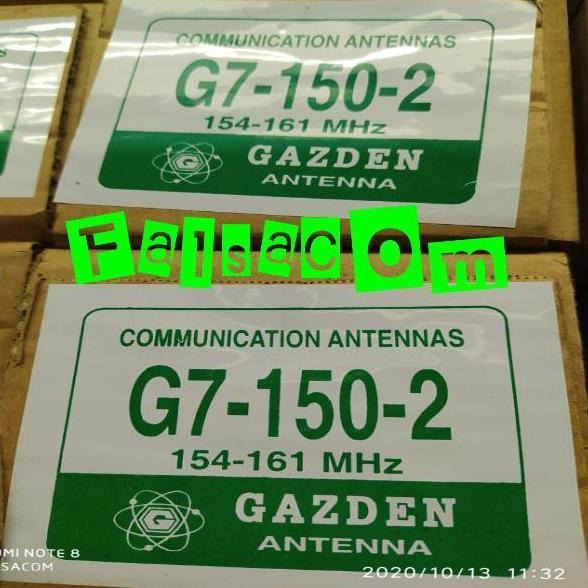 COMMUNICATION ANTENNAS
G7-150-2
154-161 MHz
G
GAZDEN
ANTENNA
FalsaCOm
COMMUNICATION ANTENNAS
G7-150-2
154-161 MHz
G
GAZDEN
ANTENNA
UMI NOTE 8
SACOM
2020/10/13 11:32